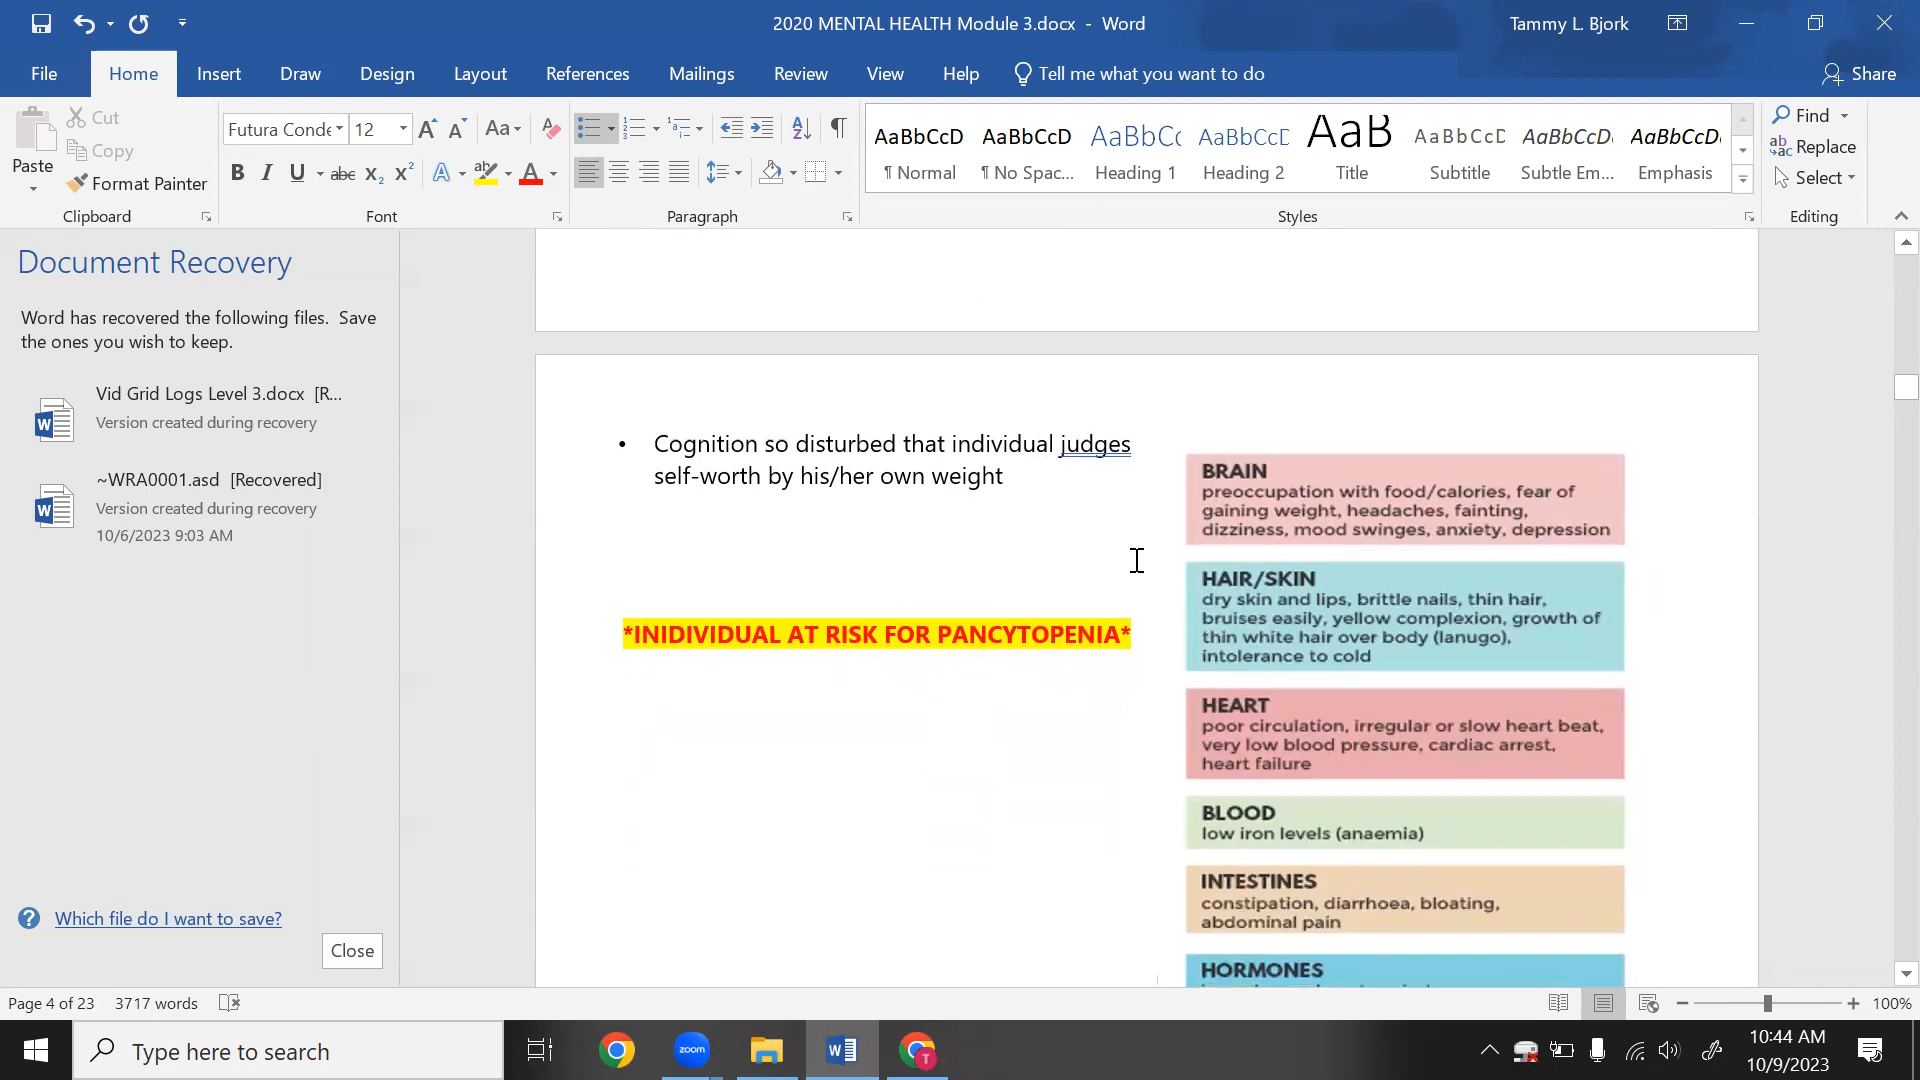 2020 MENTAL HEALTH Module 3.docx - Word
Tammy L. Bjork
File Home Insert Draw Design Layout References Mailings Review View Help Tell me what you want to do Share
Paste
Cut
Copy
Format Painter
Clipboard
Futura Conde 12
Aa
B I U abc X₂ X² A ab A
Font
Paragraph
AaBbCcD AaBbCcD AaBbCc AaBbCcD AaB AaBbCcD AaBbCcD AaBbCcD
¶ Normal ¶ No Spac... Heading 1 Heading 2 Title Subtitle Subtle Em... Emphasis
Styles
Find
Replace
Select
Editing
Document Recovery
Word has recovered the following files. Save
the ones you wish to keep.
Vid Grid Logs Level 3.docx [R...
Version created during recovery
~WRA0001.asd [Recovered]
Version created during recovery
10/6/2023 9:03 AM
Which file do I want to save?
Close
• Cognition so disturbed that individual judges
self-worth by his/her own weight
*INIDIVIDUAL AT RISK FOR PANCYTOPENIA*
BRAIN
preoccupation with food/calories, fear of
gaining weight, headaches, fainting,
dizziness, mood swinges, anxiety, depression
HAIR/SKIN
dry skin and lips, brittle nails, thin hair,
bruises easily, yellow complexion, growth of
thin white hair over body (lanugo),
intolerance to cold
HEART
poor circulation, irregular or slow heart beat,
very low blood pressure, cardiac arrest,
heart failure
BLOOD
low iron levels (anaemia)
INTESTINES
constipation, diarrhoea, bloating,
abdominal pain
HORMONES
Page 4 of 23 3717 words
100%
Type here to search
zoom
10:44 AM
10/9/2023